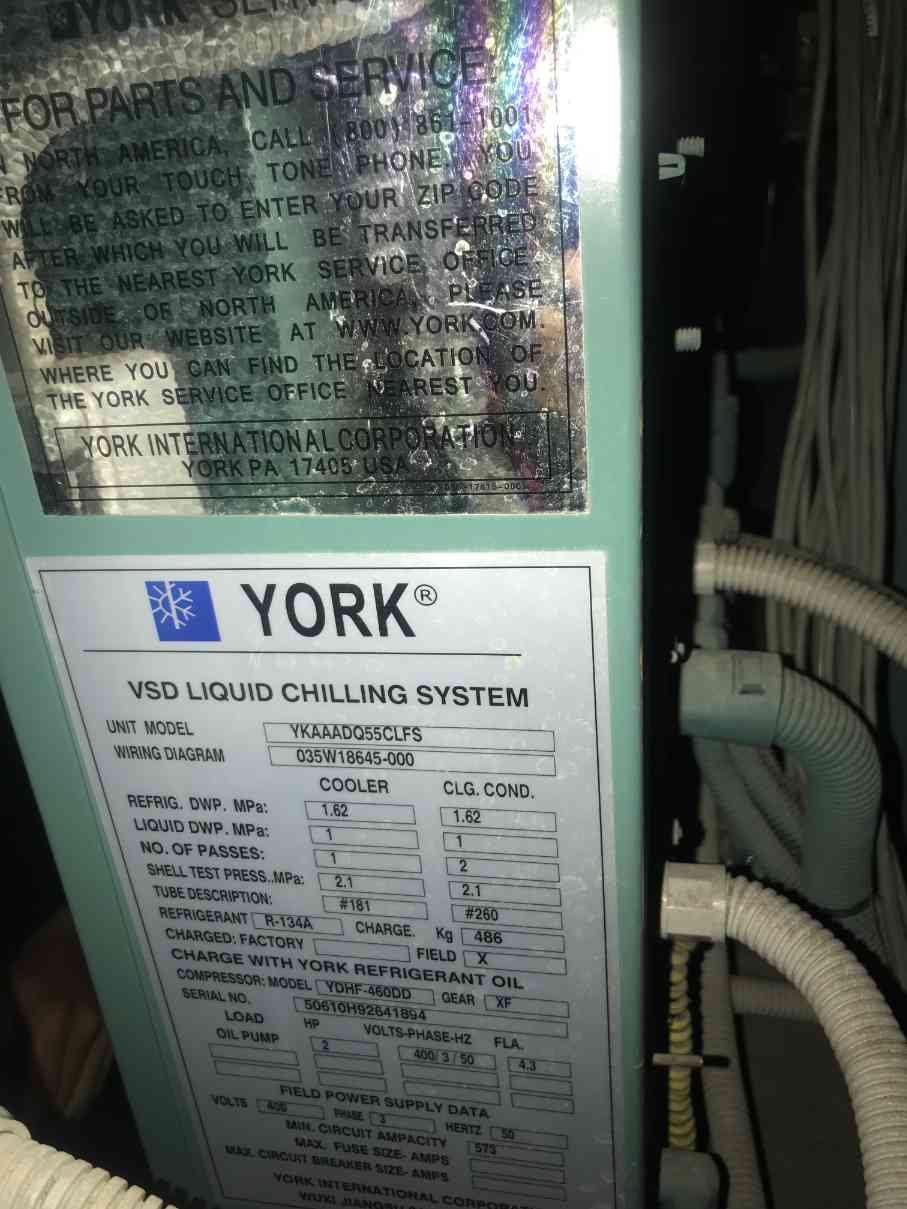 YORK SERVICE
FOR PARTS AND SERVICE.
IN NORTH AMERICA, CALL (800) 861-1001
FROM YOUR TOUCH TONE PHONE. YOU
WILL BE ASKED TO ENTER YOUR ZIP CODE
AFTER WHICH YOU WILL BE TRANSFERRED
TO THE NEAREST YORK SERVICE OFFICE.
OUTSIDE OF NORTH AMERICA, PLEASE
VISIT OUR WEBSITE AT WWW.YORK.COM.
WHERE YOU CAN FIND THE LOCATION OF
THE YORK SERVICE OFFICE NEAREST YOU.
YORK INTERNATIONAL CORPORATION
YORK PA 17405 USA
YORK®
VSD LIQUID CHILLING SYSTEM
UNIT MODEL YKAAADQ55CLFS
WIRING DIAGRAM 035W18645-000
COOLER CLG. COND.
REFRIG. DWP. MPa: 1.62 1.62
LIQUID DWP. MPa: 1 1
NO. OF PASSES: 1 2
SHELL TEST PRESS..MPa: 2.1 2.1
TUBE DESCRIPTION: #181 #260
REFRIGERANT R-134A CHARGE. Kg 486
CHARGED: FACTORY FIELD X
CHARGE WITH YORK REFRIGERANT OIL
COMPRESSOR: MODEL YDHF-460DD GEAR XF
SERIAL NO. 50610H92641894
LOAD HP VOLTS-PHASE-HZ FLA.
OIL PUMP 2 400/3/50 4.3
FIELD POWER SUPPLY DATA
VOLTS 400 PHASE 3 HERTZ 50
MIN. CIRCUIT AMPACITY 573
MAX. FUSE SIZE- AMPS
MAX. CIRCUIT BREAKER SIZE- AMPS
YORK INTERNATIONAL CORPORATI
WUXI JIANGSU